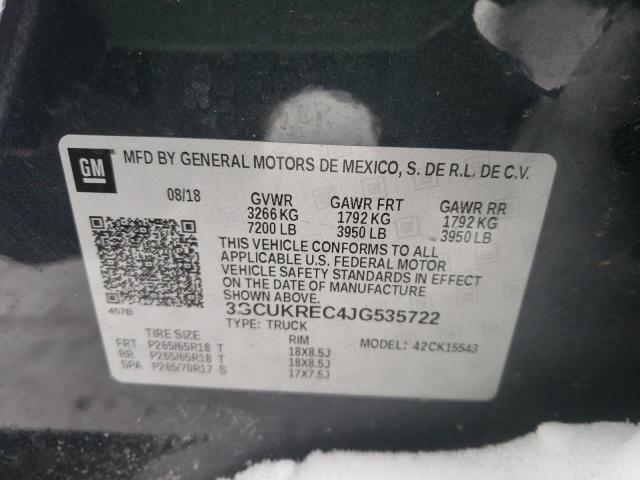 GM
MFD BY GENERAL MOTORS DE MEXICO, S. DE R.L. DE C.V.
08/18 GVWR GAWR FRT GAWR RR
3266 KG 1792 KG 1792 KG
7200 LB 3950 LB 3950 LB
THIS VEHICLE CONFORMS TO ALL
APPLICABLE U.S. FEDERAL MOTOR
VEHICLE SAFETY STANDARDS IN EFFECT
ON THE DATE OF MANUFACTURE
SHOWN ABOVE.
457B 3GCUKREC4JG535722
TYPE: TRUCK
TIRE SIZE RIM MODEL: 42CK15543
FRT P265/65R18 T 18X8.5J
RR P265/65R18 T 18X8.5J
SPA P265/70R17 S 17X7.5J